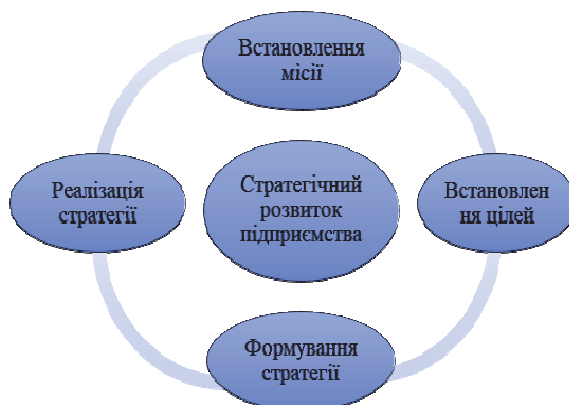 Встановлення
місії
Реалізація
стратегії
Стратегічний
розвиток
підприємства
Встановлен
ня цілей
Формування
стратегії